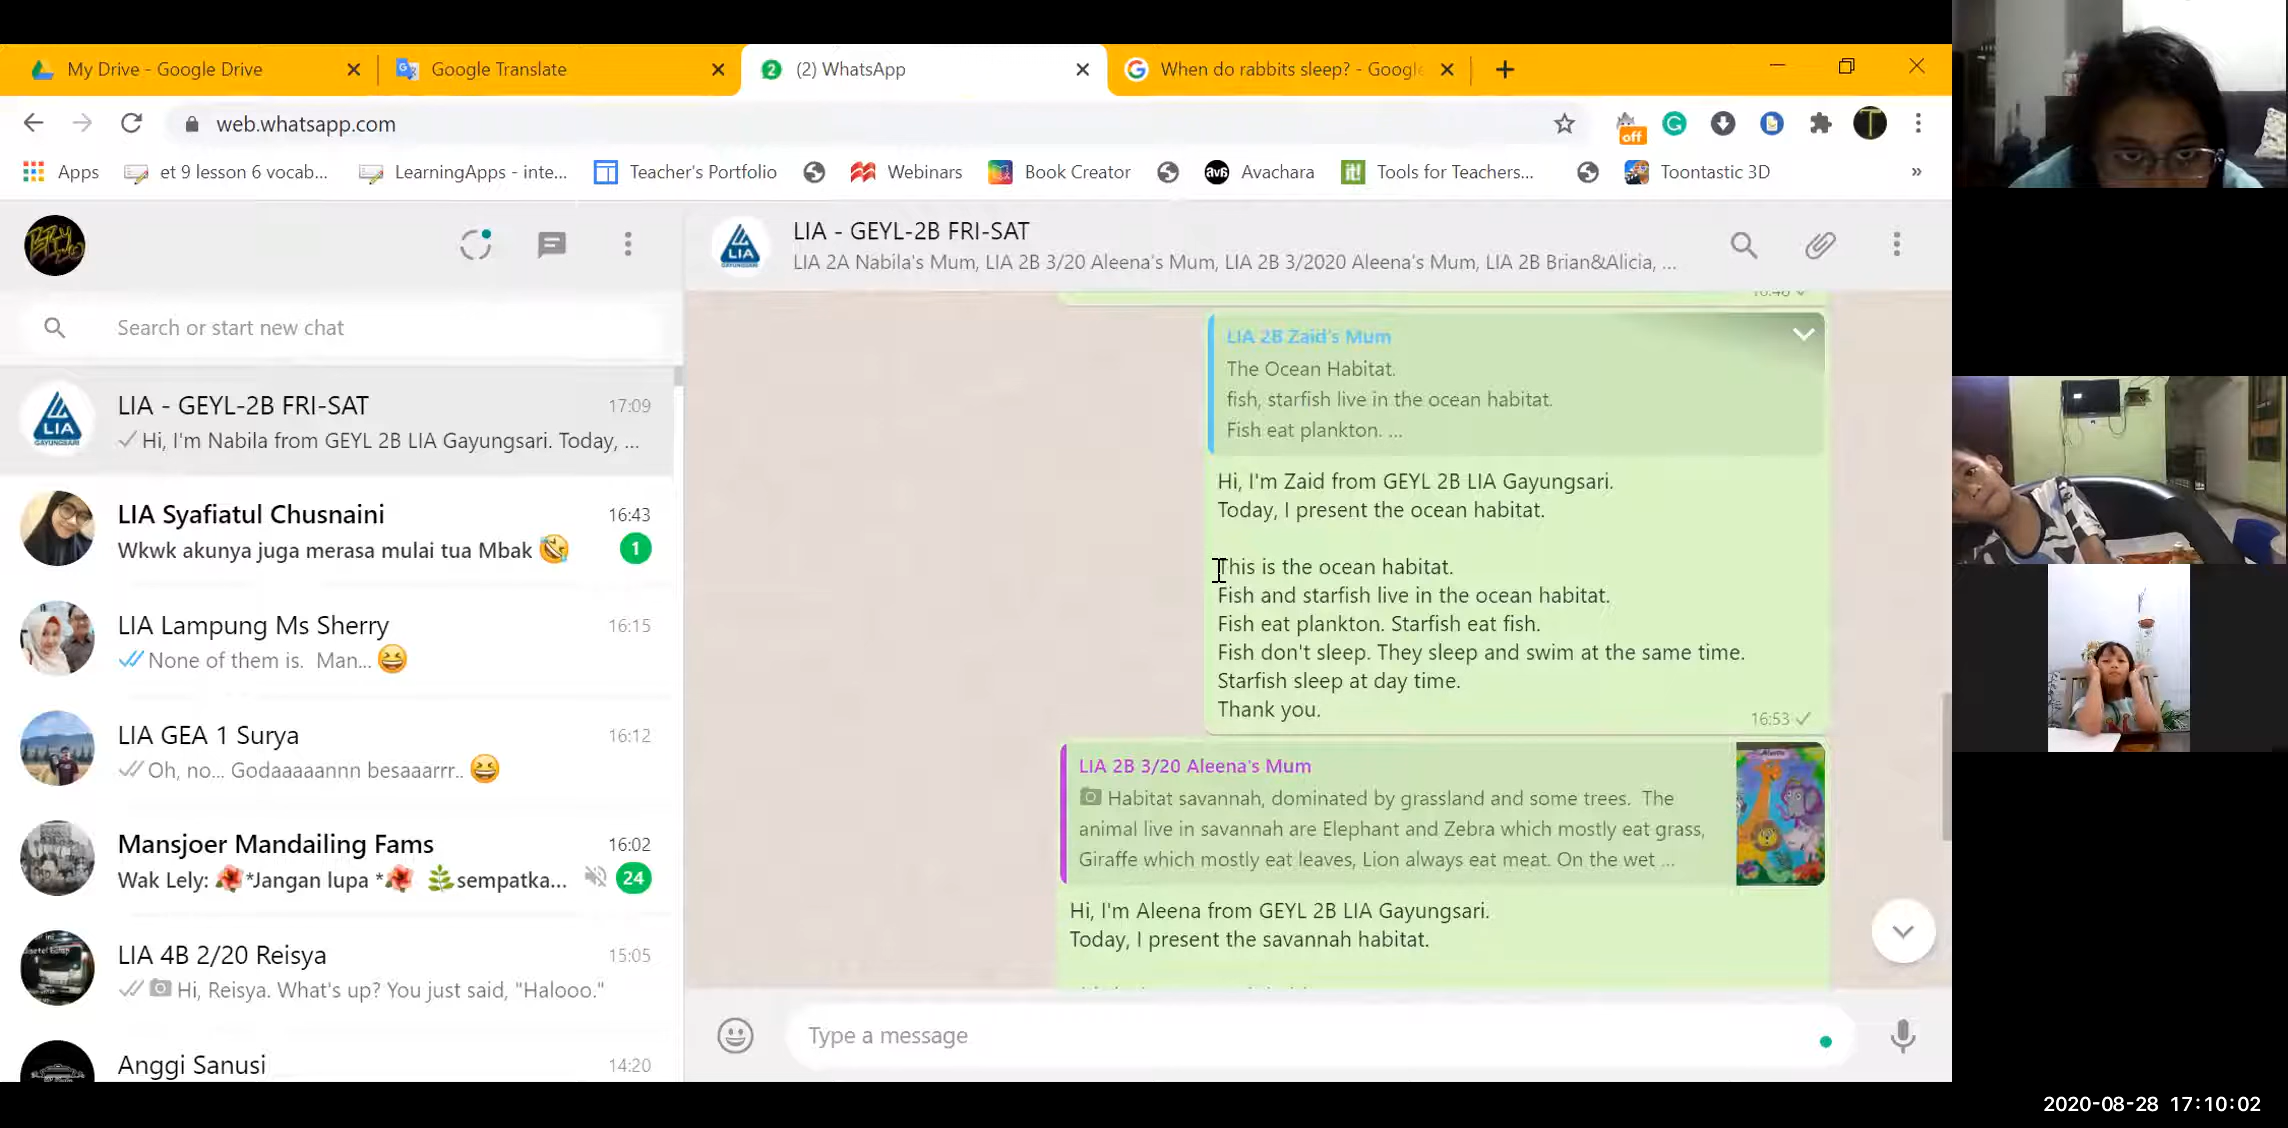 My Drive - Google Drive
Google Translate
2
(2) WhatsApp
When do rabbits sleep? - Google
web.whatsapp.com
off
T
Apps
et 9 lesson 6 vocab...
LearningApps - inte...
Teacher's Portfolio
Webinars
Book Creator
Avachara
Tools for Teachers...
Toontastic 3D
»
LIA - GEYL-2B FRI-SAT
LIA 2A Nabila's Mum, LIA 2B 3/20 Aleena's Mum, LIA 2B 3/2020 Aleena's Mum, LIA 2B Brian&Alicia, ...
Search or start new chat
LIA - GEYL-2B FRI-SAT 17:09
Hi, I'm Nabila from GEYL 2B LIA Gayungsari. Today, ...
LIA Syafiatul Chusnaini 16:43
Wkwk akunya juga merasa mulai tua Mbak 🤣 1
LIA Lampung Ms Sherry 16:15
None of them is. Man... 😆
LIA GEA 1 Surya 16:12
Oh, no... Godaaaaannn besaaarrr.. 😆
Mansjoer Mandailing Fams 16:02
Wak Lely: 🌺*Jangan lupa *🌺 🌿sempatka... 24
LIA 4B 2/20 Reisya 15:05
Hi, Reisya. What's up? You just said, "Halooo."
Anggi Sanusi 14:20
16:48
LIA 2B Zaid's Mum
The Ocean Habitat.
fish, starfish live in the ocean habitat.
Fish eat plankton. ...
Hi, I'm Zaid from GEYL 2B LIA Gayungsari.
Today, I present the ocean habitat.
This is the ocean habitat.
Fish and starfish live in the ocean habitat.
Fish eat plankton. Starfish eat fish.
Fish don't sleep. They sleep and swim at the same time.
Starfish sleep at day time.
Thank you.
16:53
LIA 2B 3/20 Aleena's Mum
Habitat savannah, dominated by grassland and some trees. The
animal live in savannah are Elephant and Zebra which mostly eat grass,
Giraffe which mostly eat leaves, Lion always eat meat. On the wet ...
Hi, I'm Aleena from GEYL 2B LIA Gayungsari.
Today, I present the savannah habitat.
Type a message
2020-08-28 17:10:02